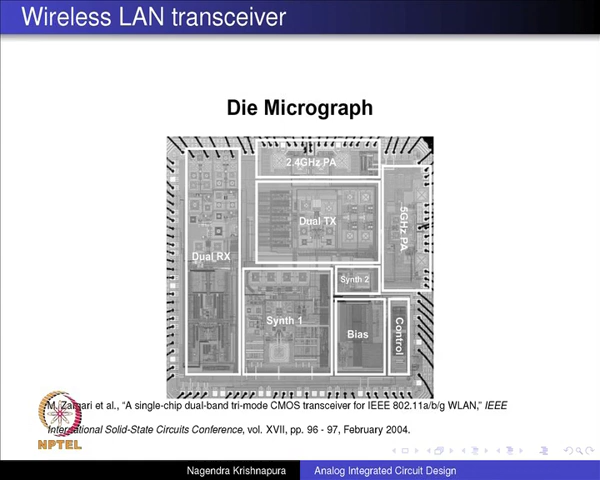 Wireless LAN transceiver
Die Micrograph
2.4GHz PA
5GHz PA
Dual TX
Dual RX
Synth 2
Synth 1
Bias
Control
M. Zargari et al., “A single-chip dual-band tri-mode CMOS transceiver for IEEE 802.11a/b/g WLAN,” IEEE
International Solid-State Circuits Conference, vol. XVII, pp. 96 - 97, February 2004.
NPTEL
Nagendra Krishnapura
Analog Integrated Circuit Design